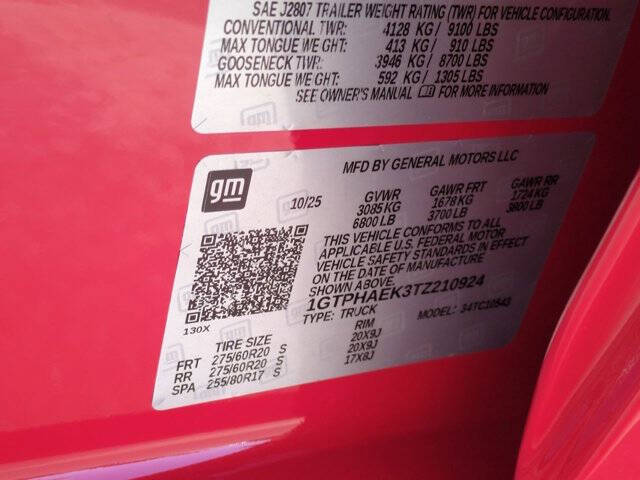 SAE J2807 TRAILER WEIGHT RATING (TWR) FOR VEHICLE CONFIGURATION.
CONVENTIONAL TWR: 4128 KG / 9100 LBS
MAX TONGUE WEIGHT: 413 KG / 910 LBS
GOOSENECK TWR: 3946 KG / 8700 LBS
MAX TONGUE WEIGHT: 592 KG / 1305 LBS
SEE OWNER'S MANUAL FOR MORE INFORMATION
gm
MFD BY GENERAL MOTORS LLC
10/25 GVWR GAWR FRT GAWR RR
3085KG 1678 KG 1724 KG
6800 LB 3700 LB 3800 LB
THIS VEHICLE CONFORMS TO ALL
APPLICABLE U.S. FEDERAL MOTOR
VEHICLE SAFETY STANDARDS IN EFFECT
ON THE DATE OF MANUFACTURE
SHOWN ABOVE.
1GTPHAEK3TZ210924
TYPE: TRUCK MODEL: 34TC10543
130X
TIRE SIZE RIM
FRT 275/60R20 S 20X9J
RR 275/60R20 S 20X9J
SPA 255/80R17 S 17X8J